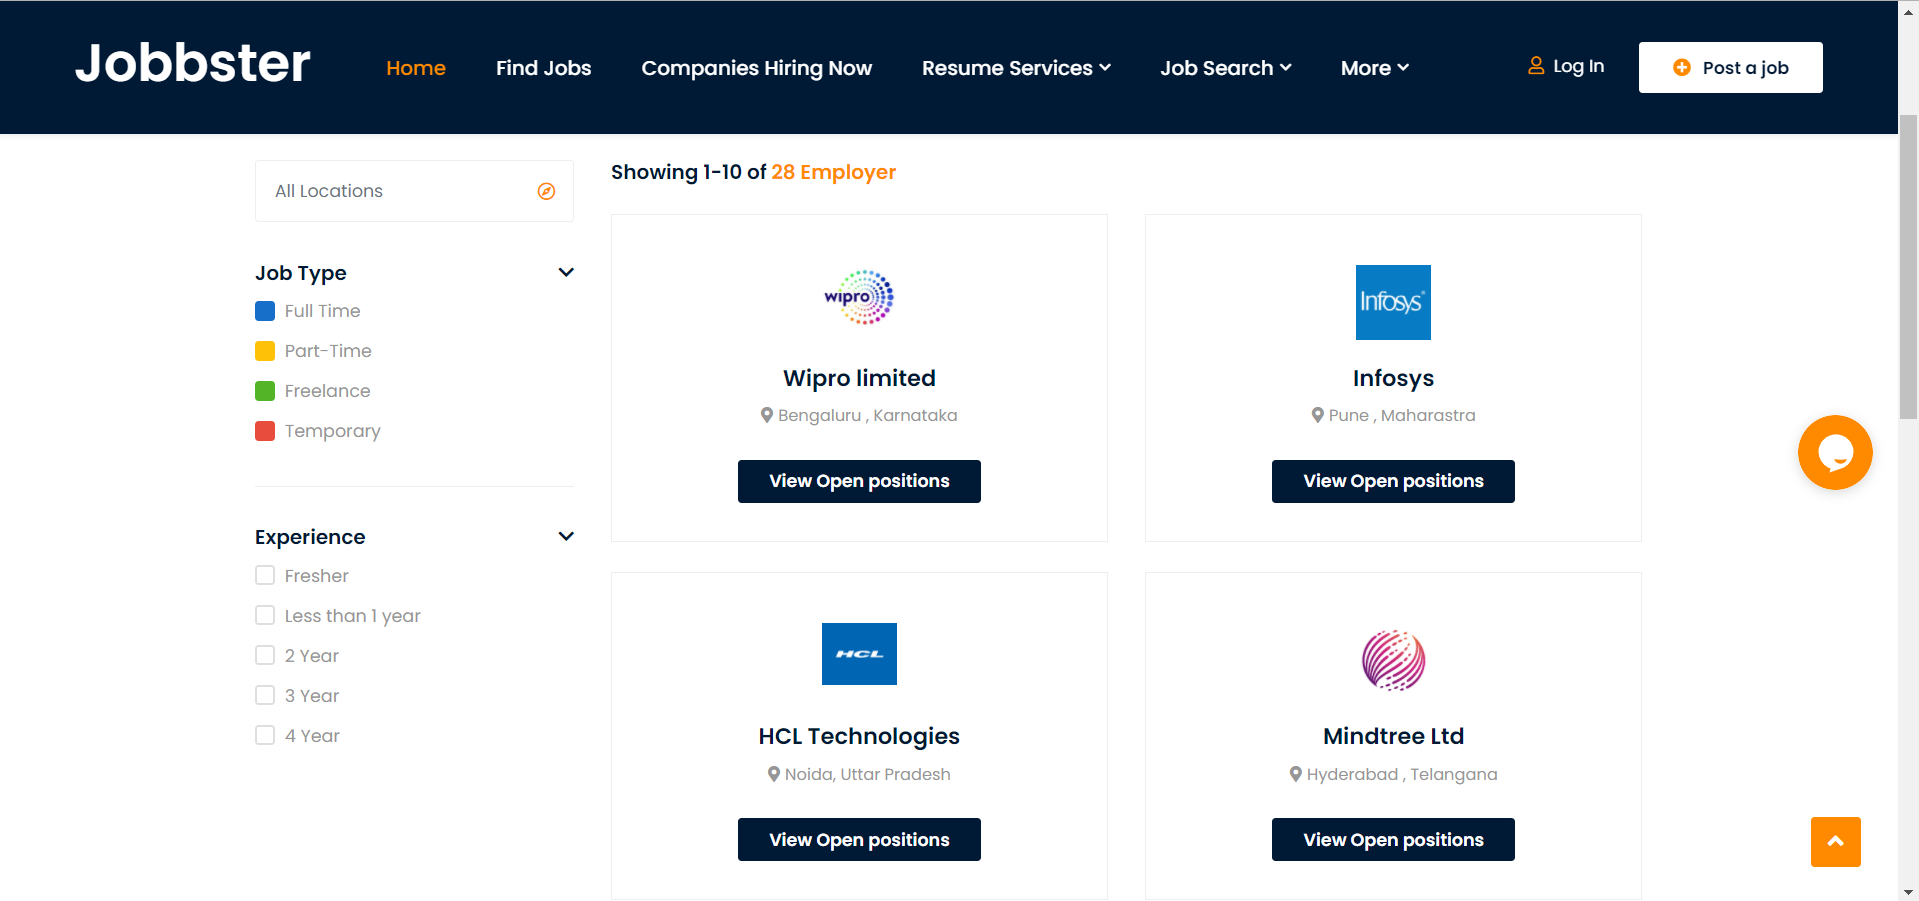 Jobbster
Home
Find Jobs
Companies Hiring Now
Resume Services
Job Search
More
Log In
Post a job
All Locations
Job Type
Full Time
Part-Time
Freelance
Temporary
Experience
Fresher
Less than 1 year
2 Year
3 Year
4 Year
Showing 1-10 of 28 Employer
wipro
Wipro limited
Bengaluru , Karnataka
View Open positions
Infosys®
Infosys
Pune , Maharastra
View Open positions
HCL
HCL Technologies
Noida, Uttar Pradesh
View Open positions
Mindtree Ltd
Hyderabad , Telangana
View Open positions